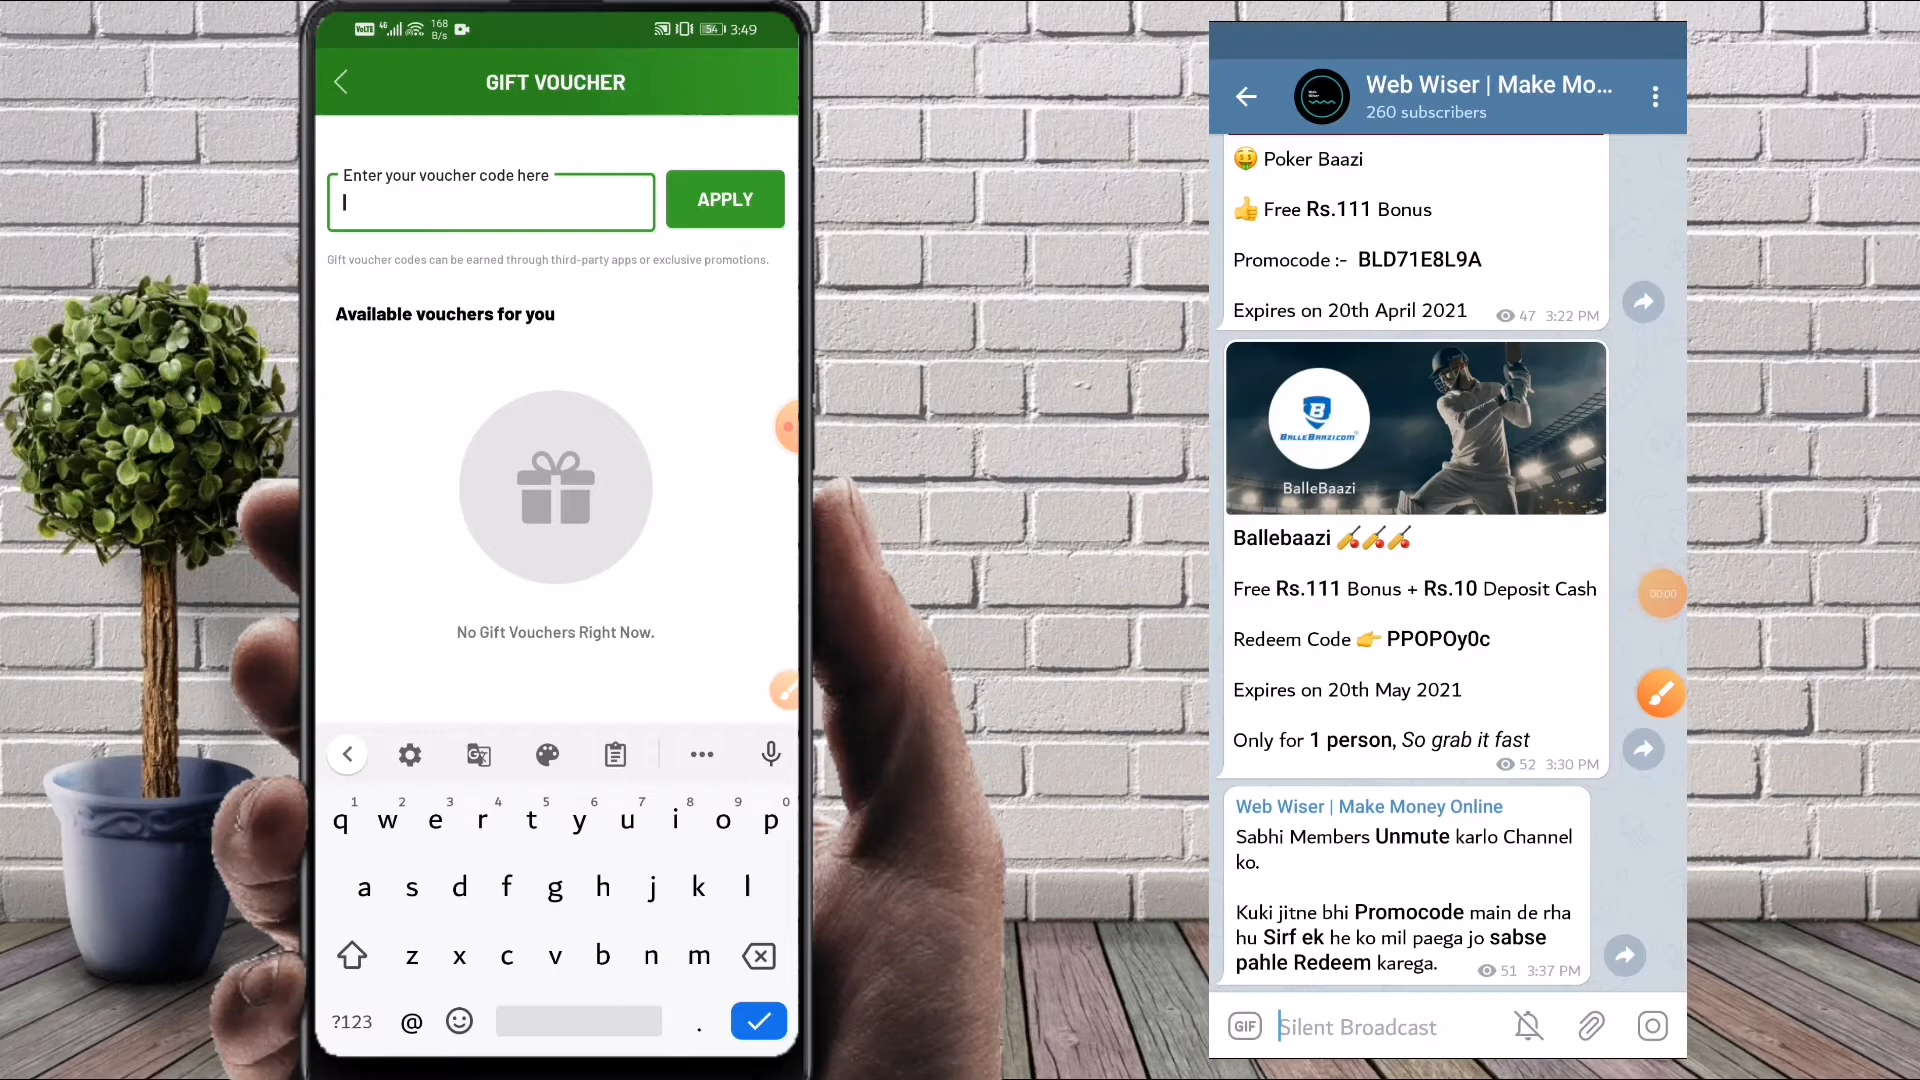 VoLTE 4G 168 B/s 54 3:49
GIFT VOUCHER
Enter your voucher code here
APPLY
Gift voucher codes can be earned through third-party apps or exclusive promotions.
Available vouchers for you
No Gift Vouchers Right Now.
1 2 3 4 5 6 7 8 9 0
q w e r t y u i o p
a s d f g h j k l
z x c v b n m
?123 @ .
Web Wiser | Make Mo...
260 subscribers
🤑 Poker Baazi
👍 Free Rs.111 Bonus
Promocode :- BLD71E8L9A
Expires on 20th April 2021 47 3:22 PM
B
BALLEBAAZI.COM
BalleBaazi
Ballebaazi 🏏🏏🏏
Free Rs.111 Bonus + Rs.10 Deposit Cash
00:00
Redeem Code 👉 PPOPOy0c
Expires on 20th May 2021
Only for 1 person, So grab it fast
52 3:30 PM
Web Wiser | Make Money Online
Sabhi Members Unmute karlo Channel
ko.
Kuki jitne bhi Promocode main de rha
hu Sirf ek he ko mil paega jo sabse
pahle Redeem karega. 51 3:37 PM
GIF Silent Broadcast